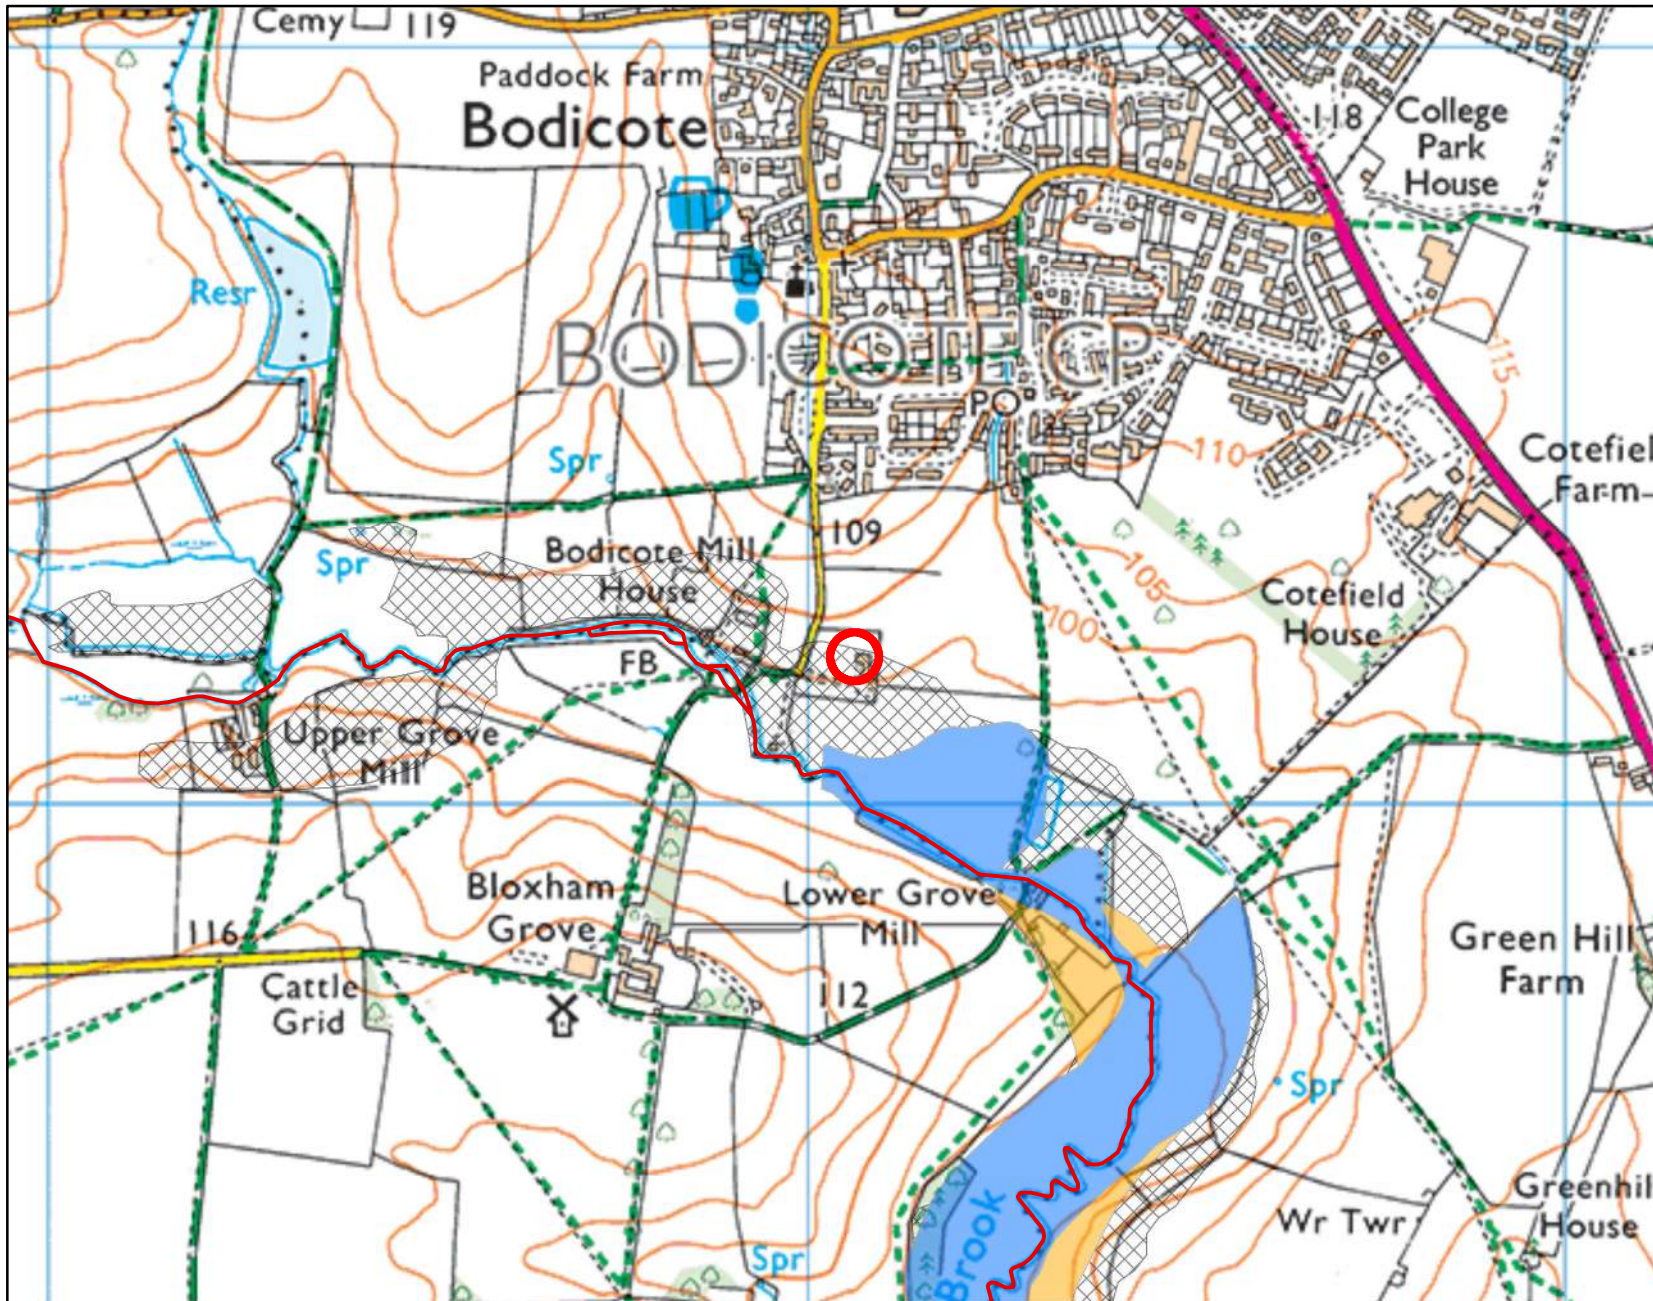 Cemy
119
Paddock Farm
Bodicote
118
College
Park
House
Resr
BODICOTE CP
115
P
110
Cotefiel
Farm
Spr
109
Bodicote Mill
House
Spr
105
100
Cotefield
House
FB
Upper Grove
Mill
Bloxham
Grove
Lower Grove
Mill
116
Green Hill
Farm
Cattle
Grid
112
Spr
Greenhil
House
Wr Twr
Brook
Spr